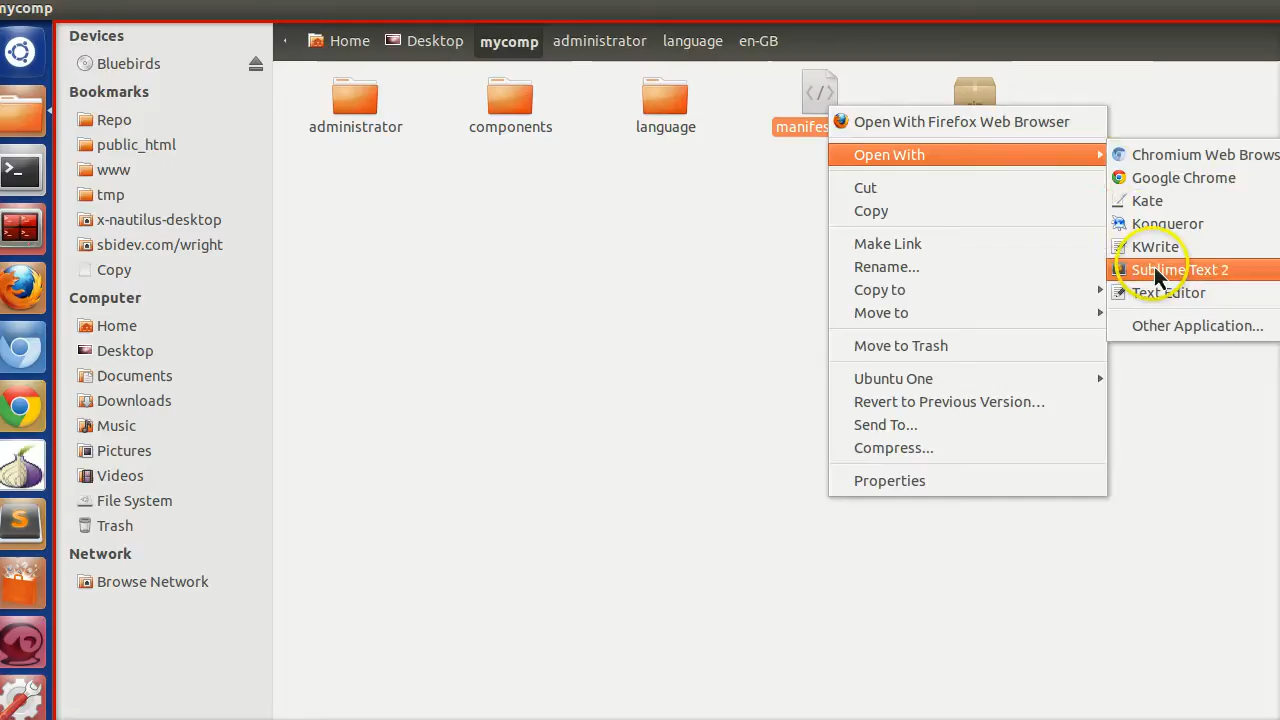 mycomp
Devices
Bluebirds
Bookmarks
Repo
public_html
www
tmp
x-nautilus-desktop
sbidev.com/wright
Copy
Computer
Home
Desktop
Documents
Downloads
Music
Pictures
Videos
File System
Trash
Network
Browse Network
Home Desktop mycomp administrator language en-GB
administrator
components
language
manifes
zip
Open With Firefox Web Browser
Open With
Cut
Copy
Make Link
Rename...
Copy to
Move to
Move to Trash
Ubuntu One
Revert to Previous Version...
Send To...
Compress...
Properties
Chromium Web Brows
Google Chrome
Kate
Konqueror
KWrite
Sublime Text 2
Text Editor
Other Application...